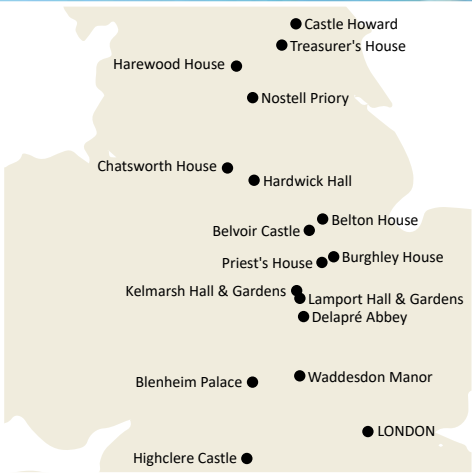 Castle Howard
Treasurer's House
Harewood House
Nostell Priory
Chatsworth House
Hardwick Hall
Belton House
Belvoir Castle
Burghley House
Priest's House
Kelmarsh Hall & Gardens
Lamport Hall & Gardens
Delapré Abbey
Waddesdon Manor
Blenheim Palace
LONDON
Highclere Castle